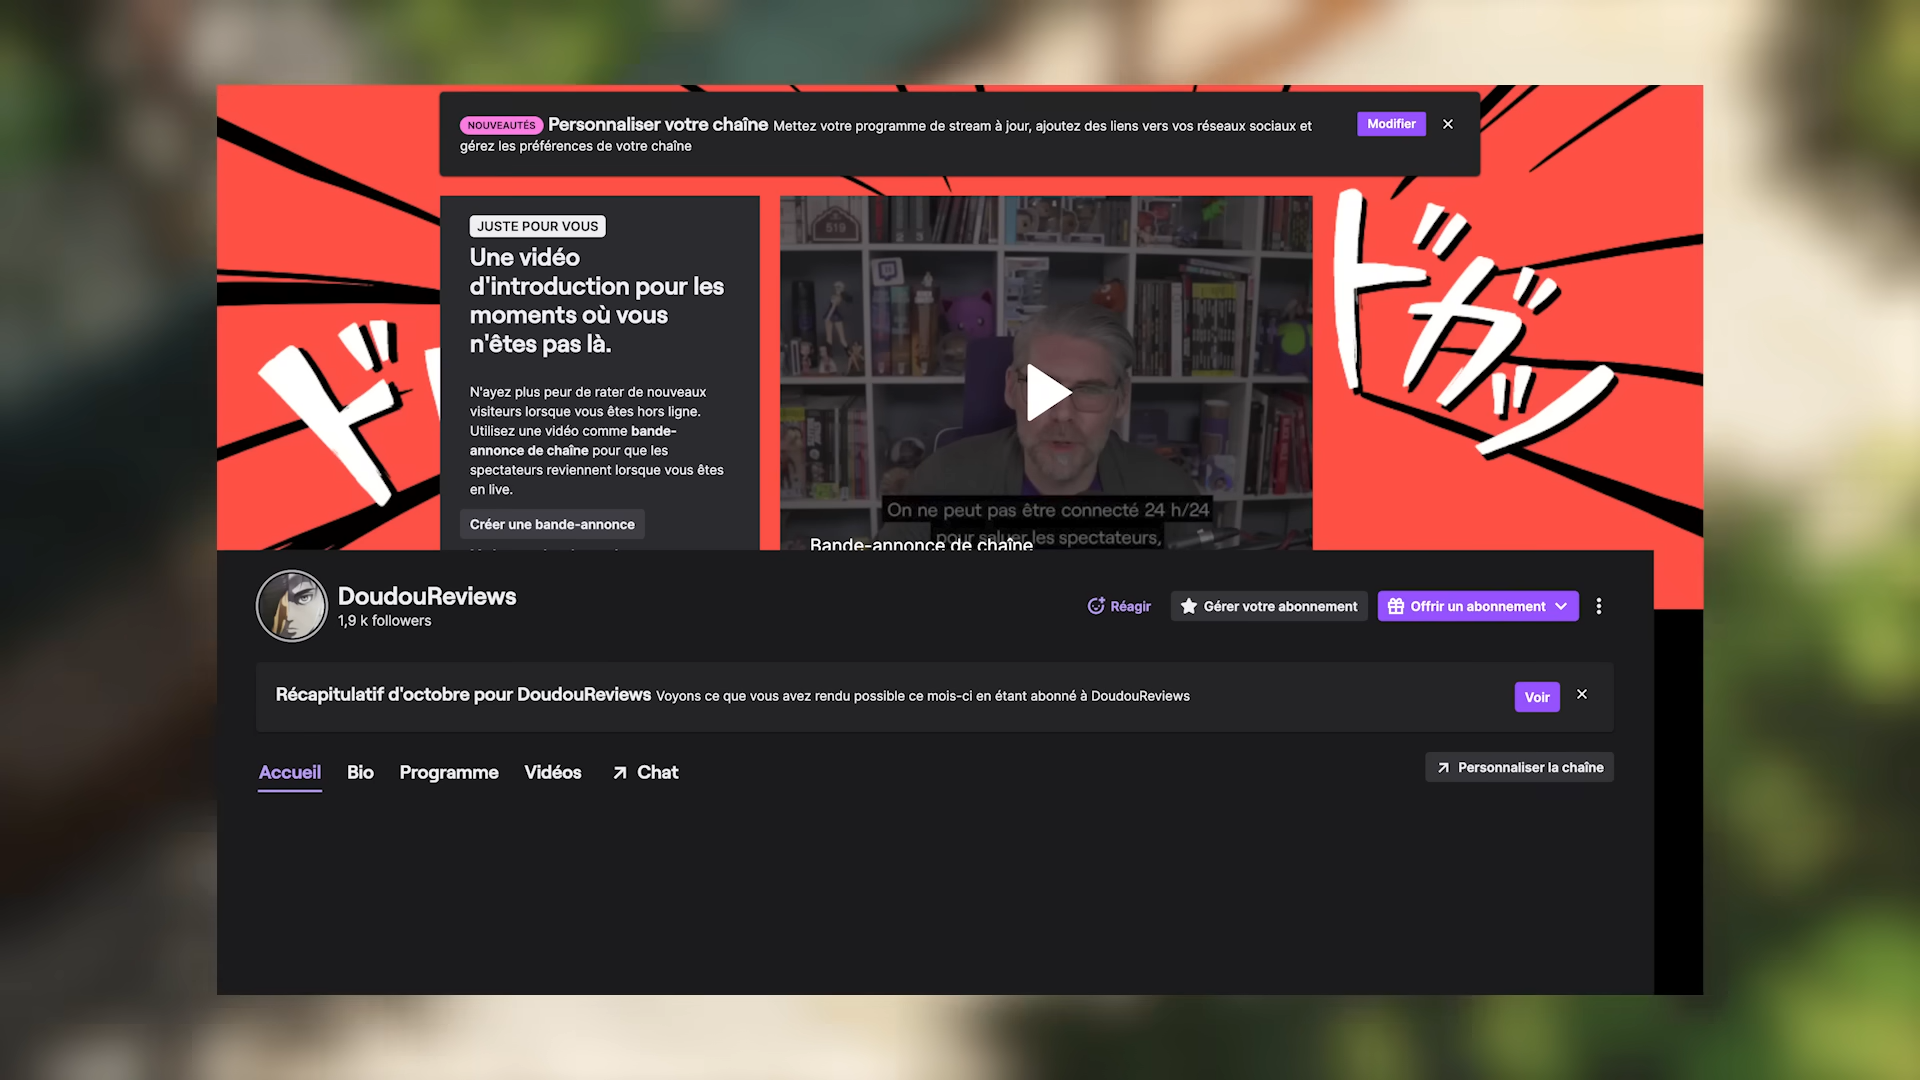 NOUVEAUTÉS Personnaliser votre chaîne Mettez votre programme de stream à jour, ajoutez des liens vers vos réseaux sociaux et
gérez les préférences de votre chaîne
Modifier
JUSTE POUR VOUS
Une vidéo
d'introduction pour les
moments où vous
n'êtes pas là.
N'ayez plus peur de rater de nouveaux
visiteurs lorsque vous êtes hors ligne.
Utilisez une vidéo comme bande-
annonce de chaîne pour que les
spectateurs reviennent lorsque vous êtes
en live.
Créer une bande-annonce
519
On ne peut pas être connecté 24 h/24
pour saluer les spectateurs,
Bande-annonce de chaîne
ド
ドガッ
DoudouReviews
1,9 k followers
Réagir
Gérer votre abonnement
Offrir un abonnement
Récapitulatif d'octobre pour DoudouReviews Voyons ce que vous avez rendu possible ce mois-ci en étant abonné à DoudouReviews
Voir
Accueil
Bio
Programme
Vidéos
Chat
Personnaliser la chaîne